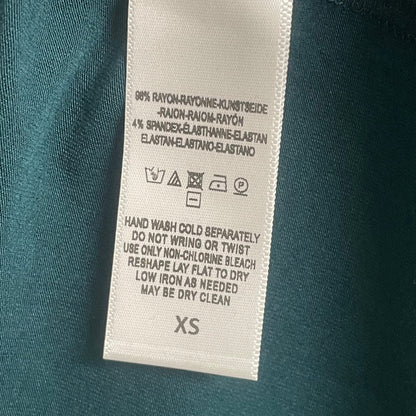 96% RAYON-RAYONNE-KUNSTSEIDE
-RAION-RAIOM-RAYÓN
4% SPANDEX-ÉLASTHANNE-ELASTAN
ELASTAN-ELASTANO-ELASTANO
P
HAND WASH COLD SEPARATELY
DO NOT WRING OR TWIST
USE ONLY NON-CHLORINE BLEACH
RESHAPE LAY FLAT TO DRY
LOW IRON AS NEEDED
MAY BE DRY CLEAN
XS